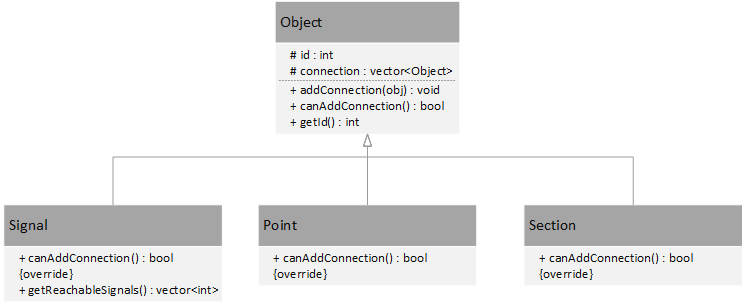 Object
# id : int
# connection : vector<Object>
+ addConnection(obj) : void
+ canAddConnection() : bool
+ getId() : int
Signal
+ canAddConnection() : bool
{override}
+ getReachableSignals() : vector<int>
Point
+ canAddConnection() : bool
{override}
Section
+ canAddConnection() : bool
{override}